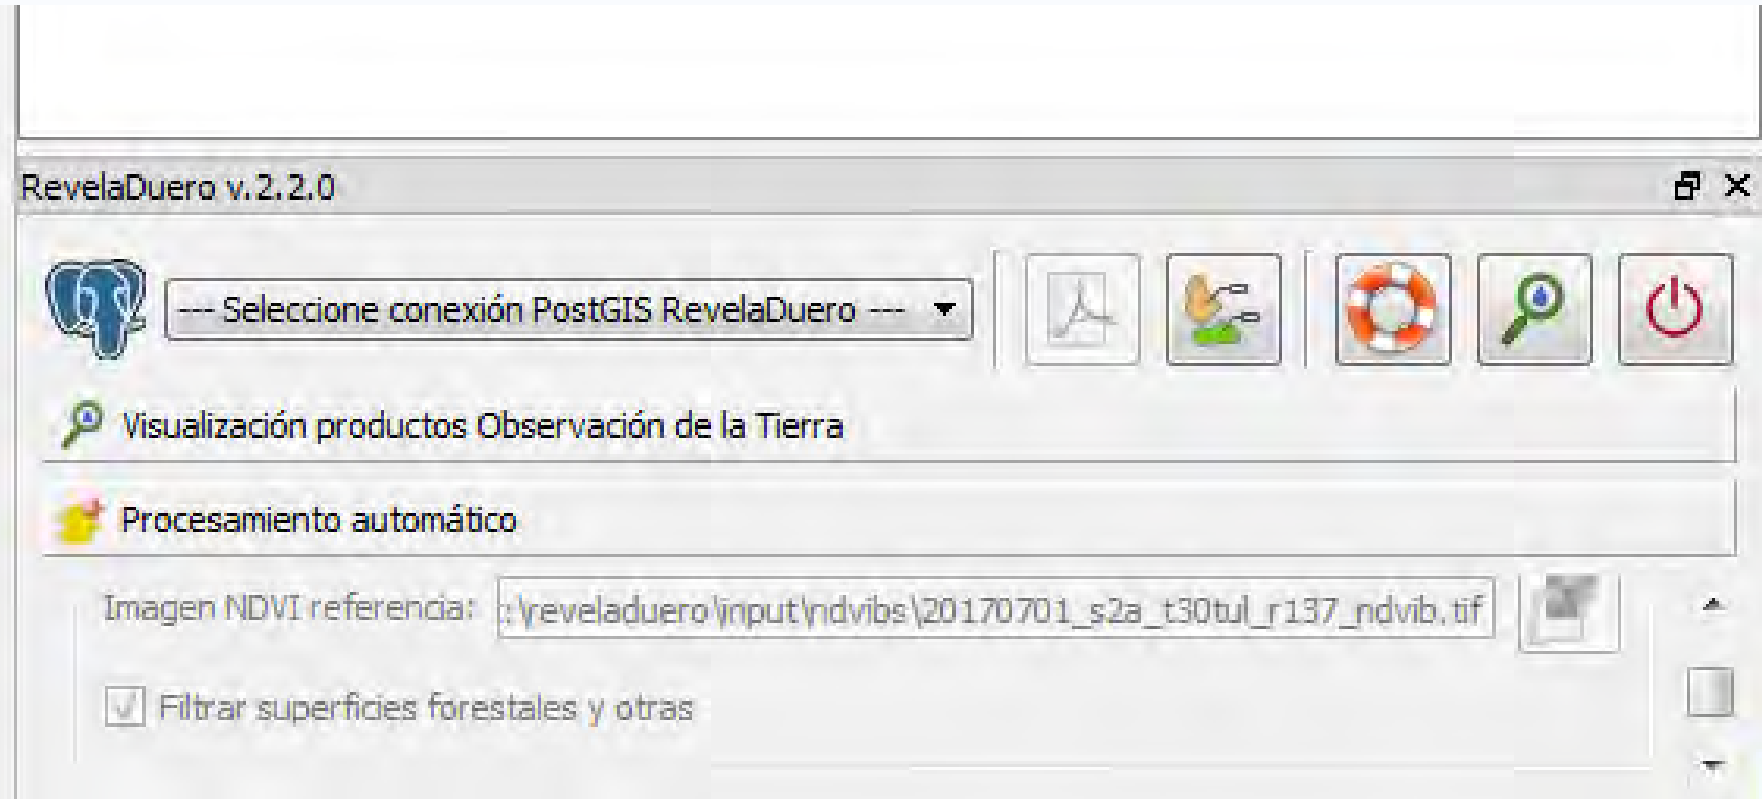 RevelaDuero v.2.2.0
--- Seleccione conexión PostGIS RevelaDuero ---
Visualización productos Observación de la Tierra
Procesamiento automático
Imagen NDVI referencia: :\reveladuero\input\ndvibs\20170701_s2a_t30tul_r137_ndvib.tif
Filtrar superficies forestales y otras